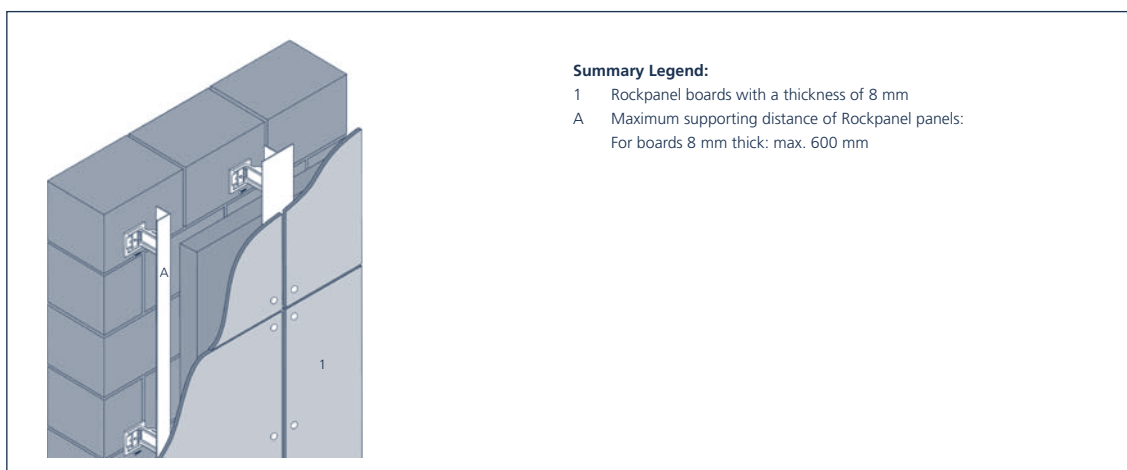 Summary Legend:
1 Rockpanel boards with a thickness of 8 mm
A Maximum supporting distance of Rockpanel panels:
For boards 8 mm thick: max. 600 mm
A
1